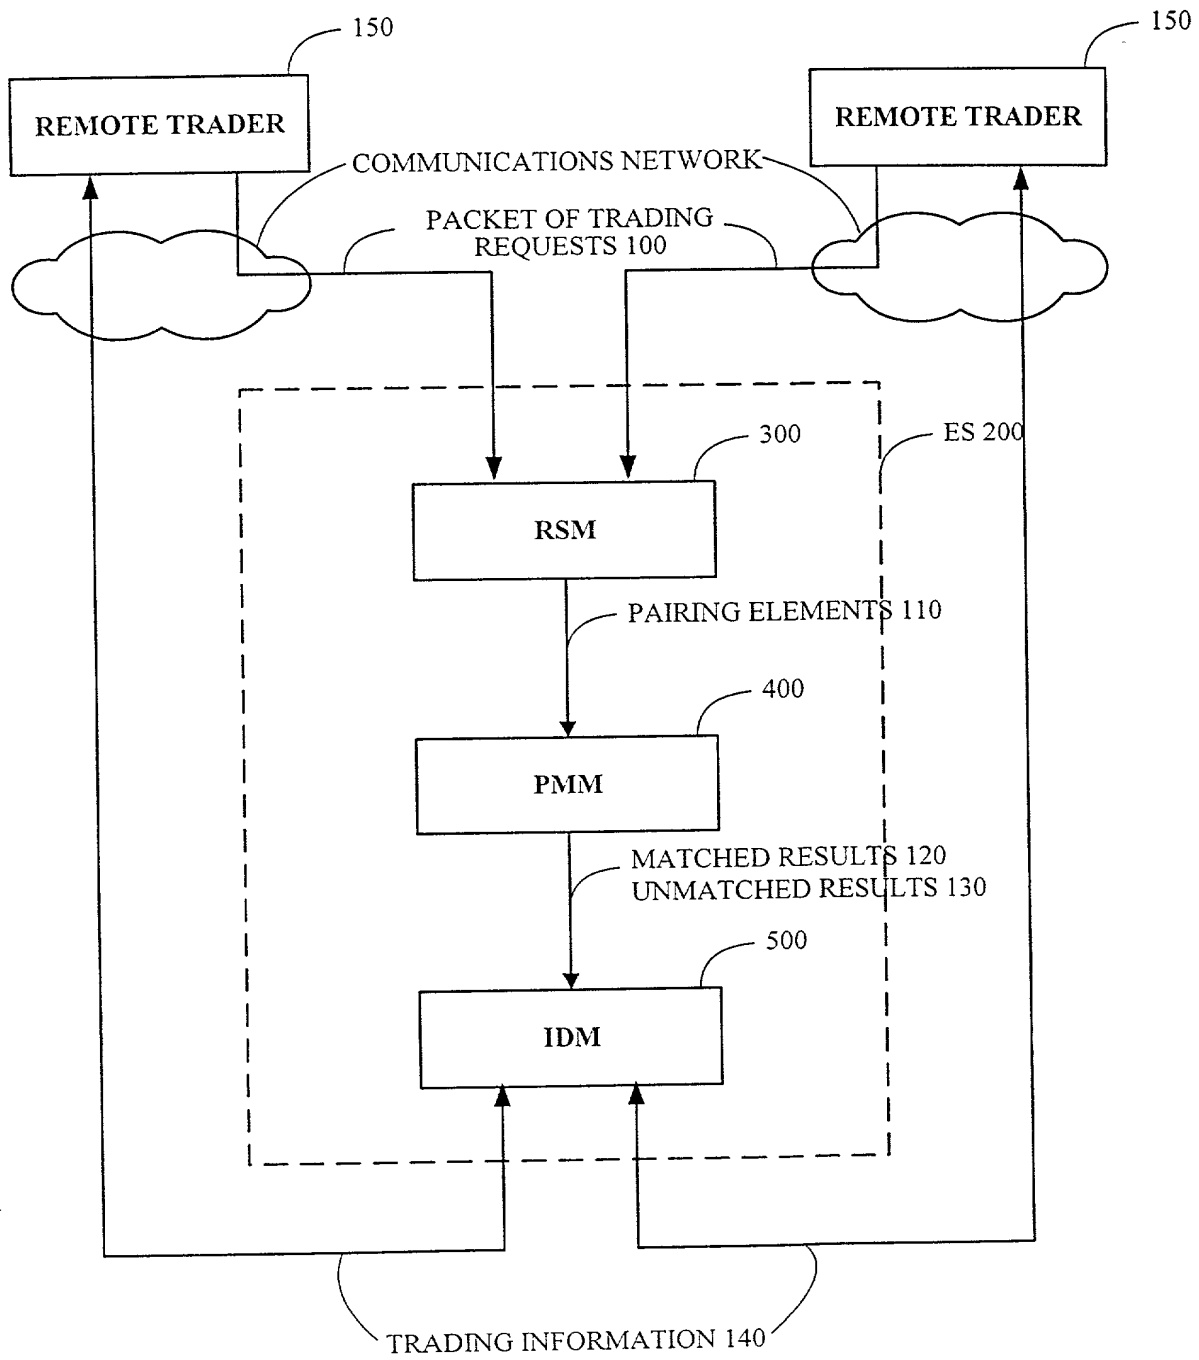 150
150
REMOTE TRADER
REMOTE TRADER
COMMUNICATIONS NETWORK
PACKET OF TRADING
REQUESTS 100
300
ES 200
RSM
PAIRING ELEMENTS 110
400
PMM
MATCHED RESULTS 120
UNMATCHED RESULTS 130
500
IDM
TRADING INFORMATION 140